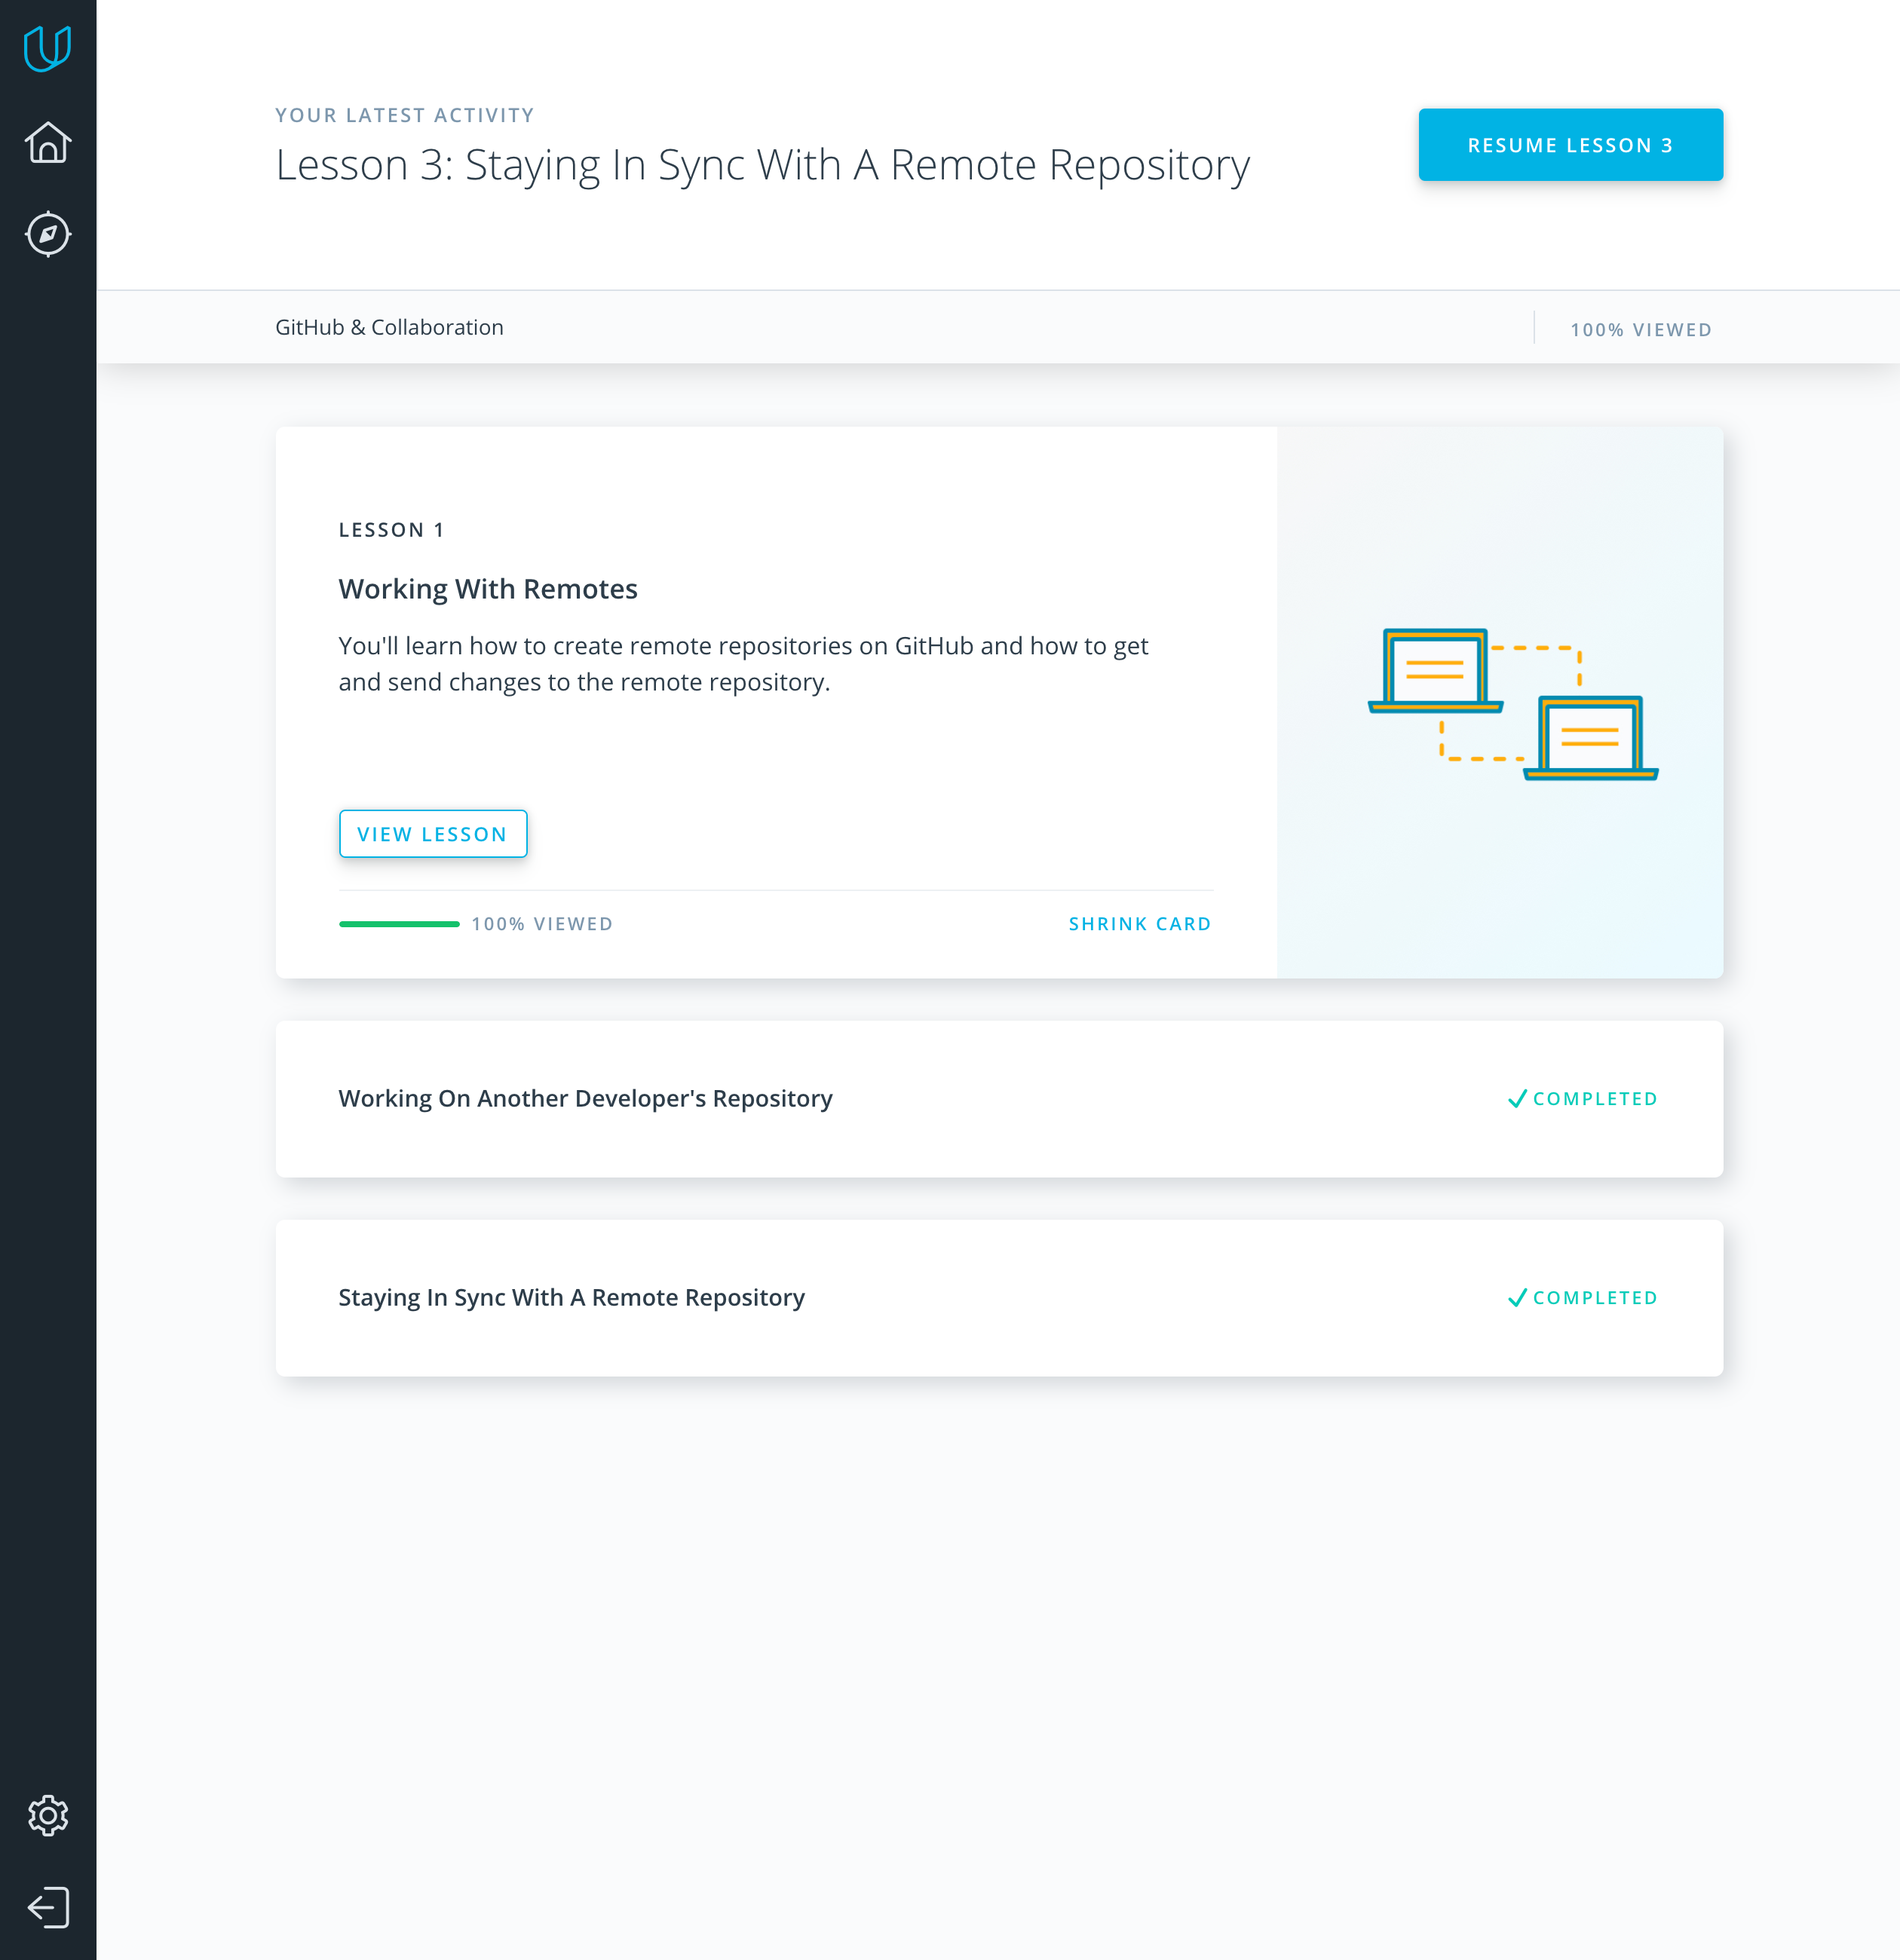 YOUR LATEST ACTIVITY
Lesson 3: Staying In Sync With A Remote Repository
RESUME LESSON 3
GitHub & Collaboration
100% VIEWED
LESSON 1
Working With Remotes
You'll learn how to create remote repositories on GitHub and how to get
and send changes to the remote repository.
VIEW LESSON
100% VIEWED
SHRINK CARD
Working On Another Developer's Repository
COMPLETED
Staying In Sync With A Remote Repository
COMPLETED